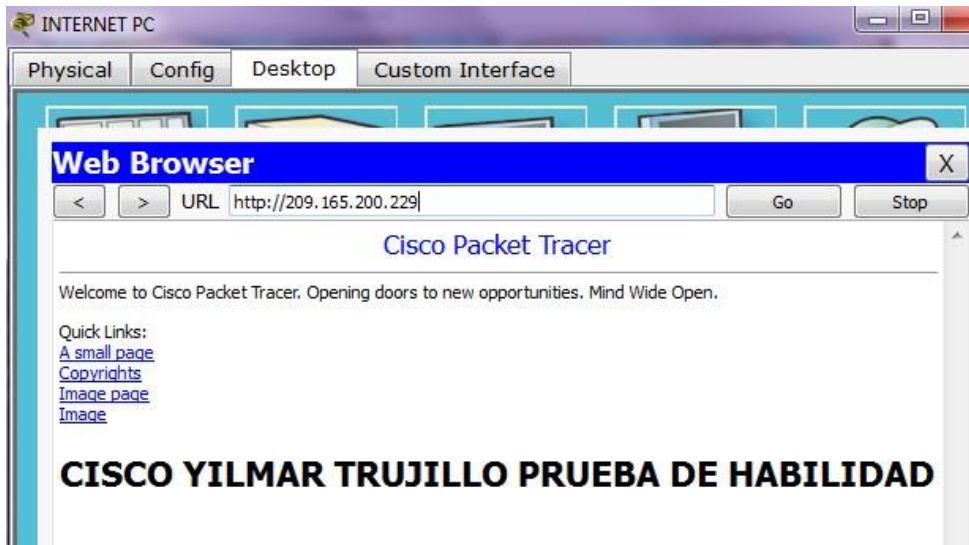 INTERNET PC
Physical Config Desktop Custom Interface
Web Browser X
< > URL http://209.165.200.229 Go Stop
Cisco Packet Tracer
Welcome to Cisco Packet Tracer. Opening doors to new opportunities. Mind Wide Open.
Quick Links:
A small page
Copyrights
Image page
Image
CISCO YILMAR TRUJILLO PRUEBA DE HABILIDAD